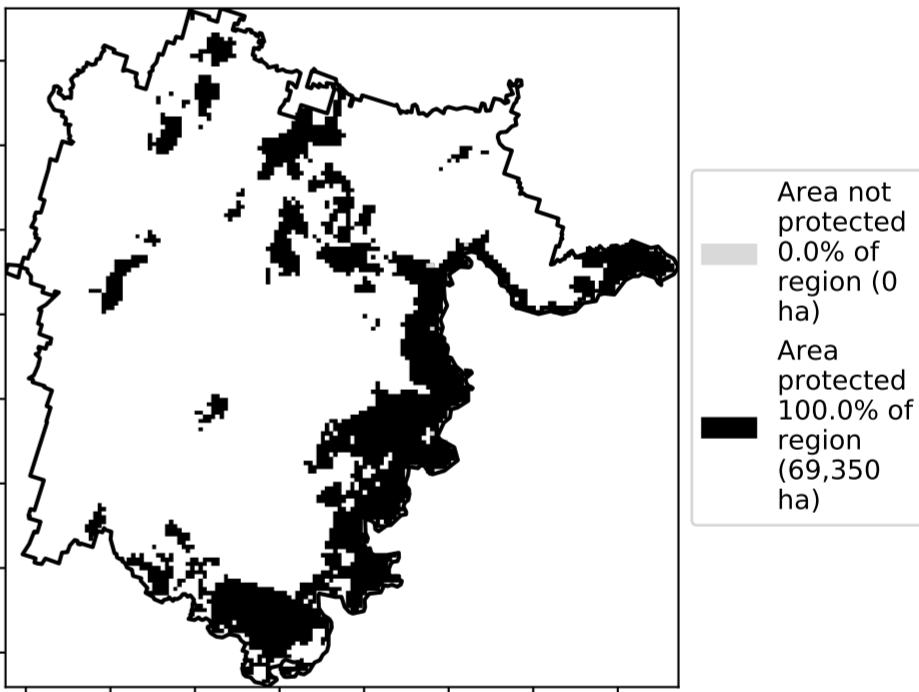 Area not
protected
0.0% of
region (0
ha)
Area
protected
100.0% of
region
(69,350
ha)